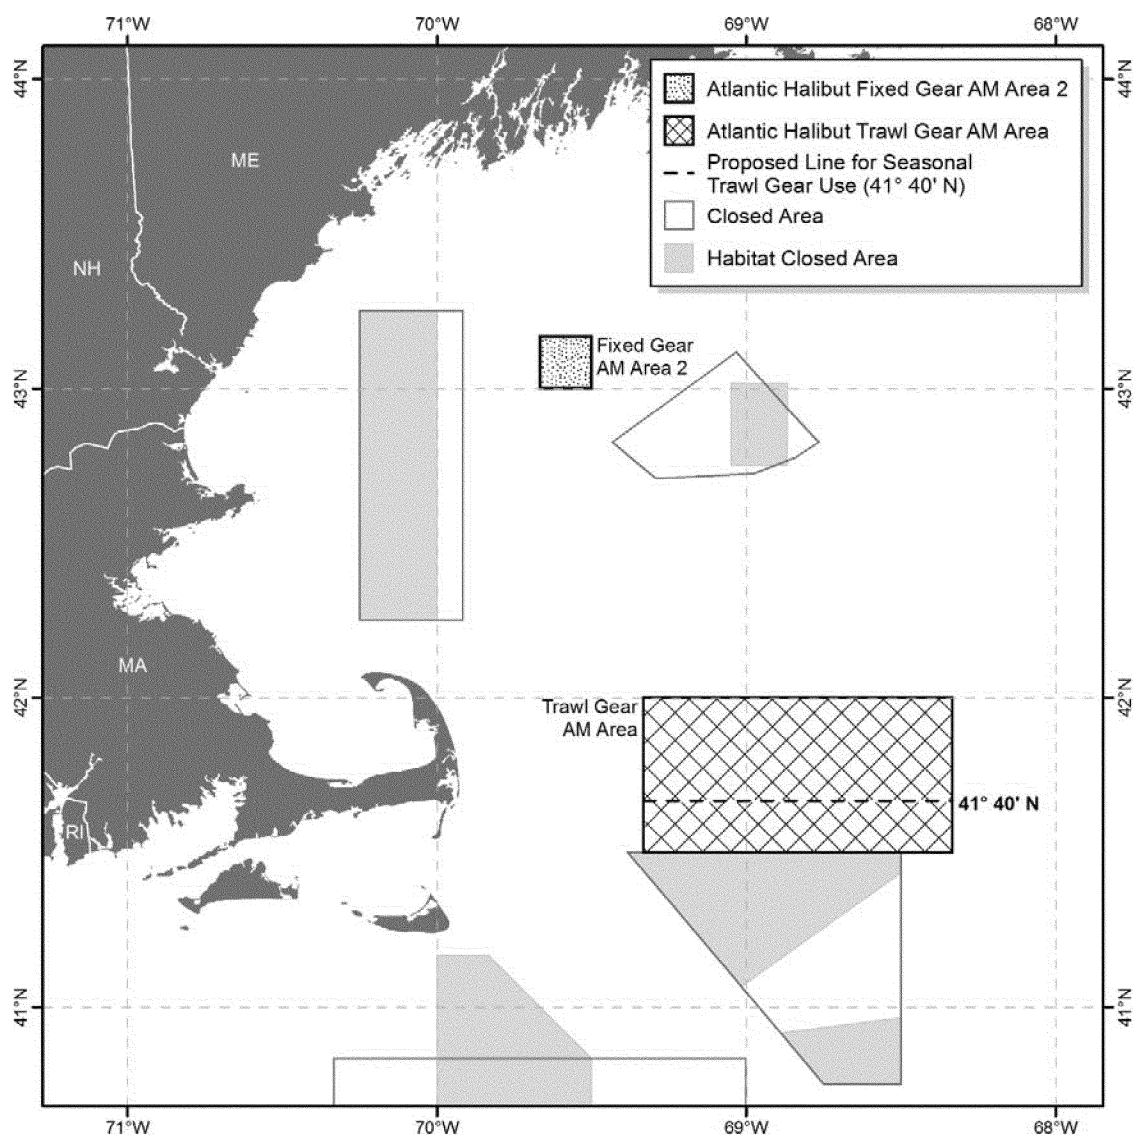 71°W 70°W 69°W 68°W
44°N 44°N
Atlantic Halibut Fixed Gear AM Area 2
Atlantic Halibut Trawl Gear AM Area
Proposed Line for Seasonal
Trawl Gear Use (41° 40' N)
Closed Area
Habitat Closed Area
ME
NH
Fixed Gear
AM Area 2
43°N 43°N
MA
42°N 42°N
Trawl Gear
AM Area
41° 40' N
RI
41°N 41°N
71°W 70°W 69°W 68°W